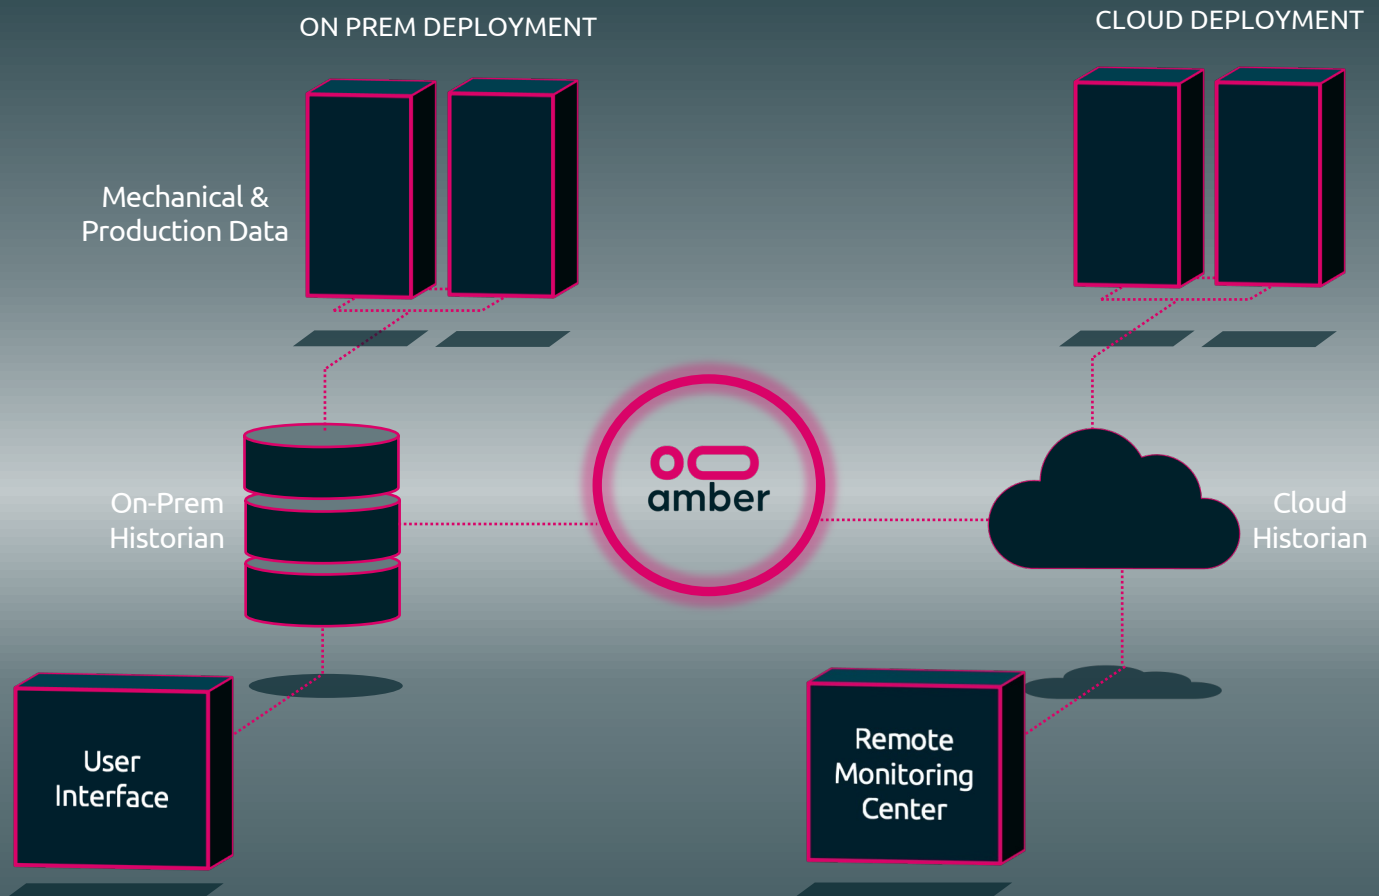 ON PREM DEPLOYMENT
CLOUD DEPLOYMENT
Mechanical &
Production Data
On-Prem
Historian
amber
Cloud
Historian
User
Interface
Remote
Monitoring
Center